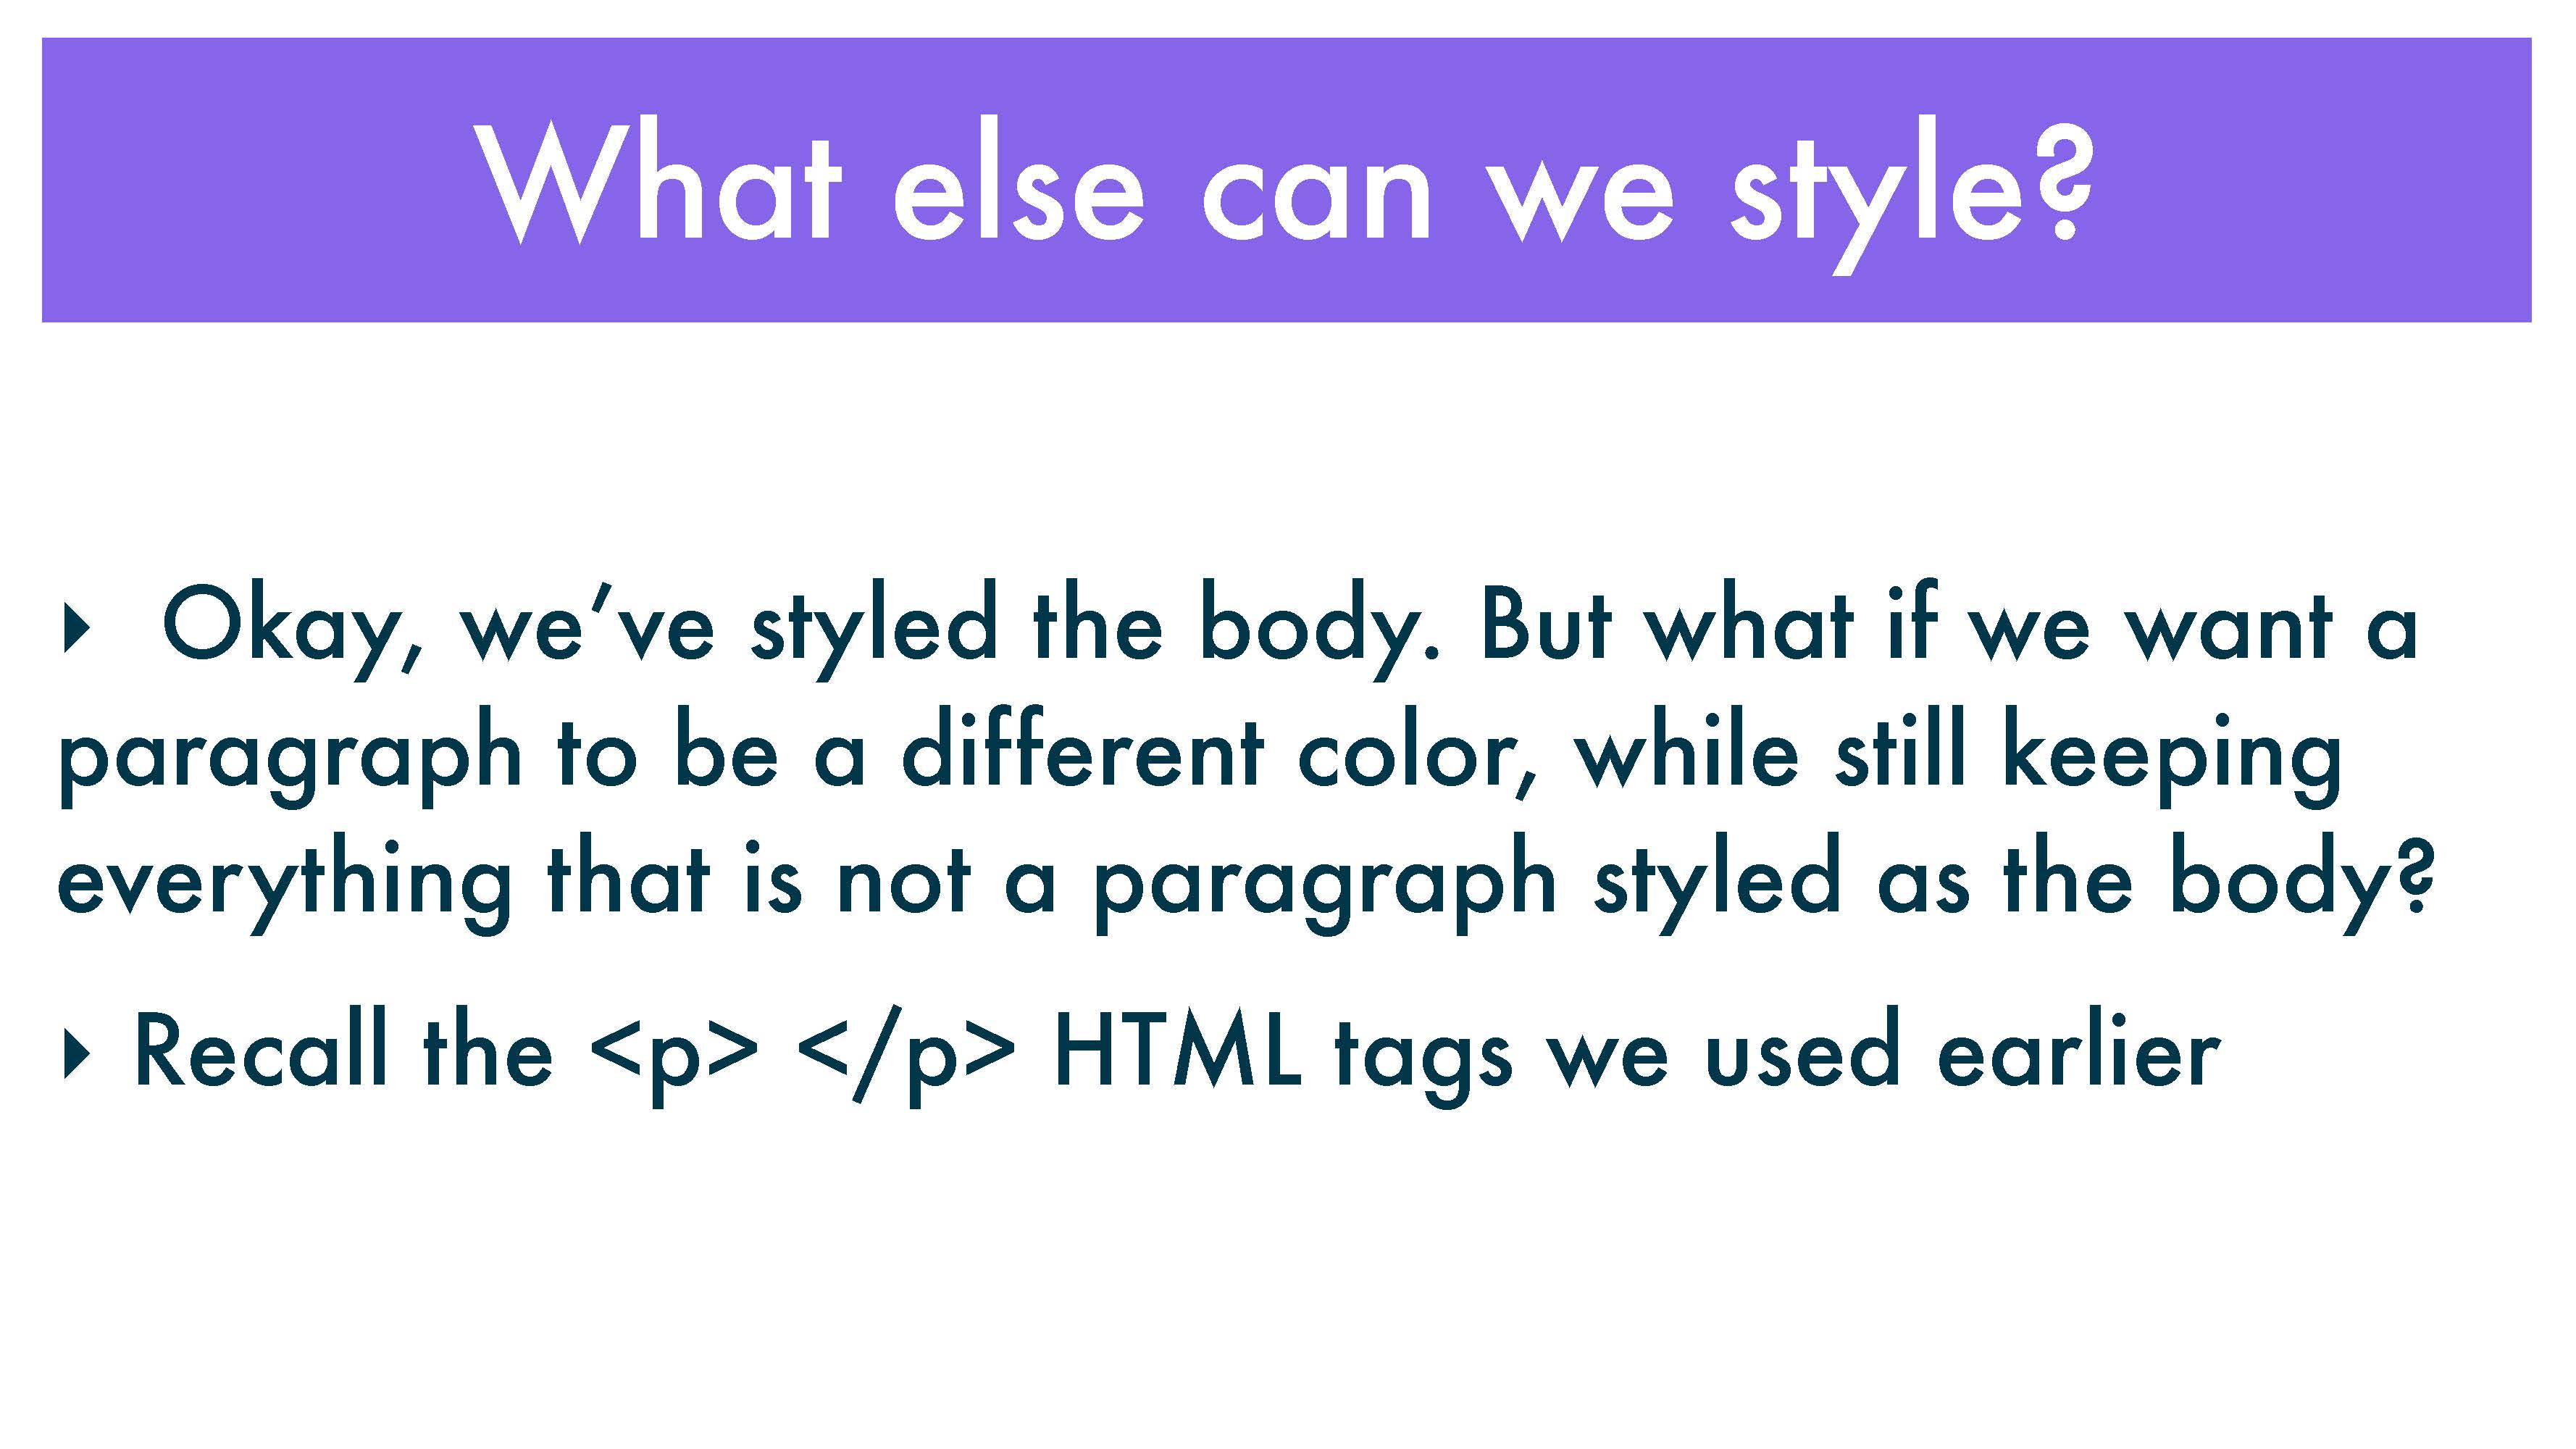 What else can we style?
‣ Okay, we’ve styled the body. But what if we want a
paragraph to be a different color, while still keeping
everything that is not a paragraph styled as the body?
‣ Recall the <p> </p> HTML tags we used earlier